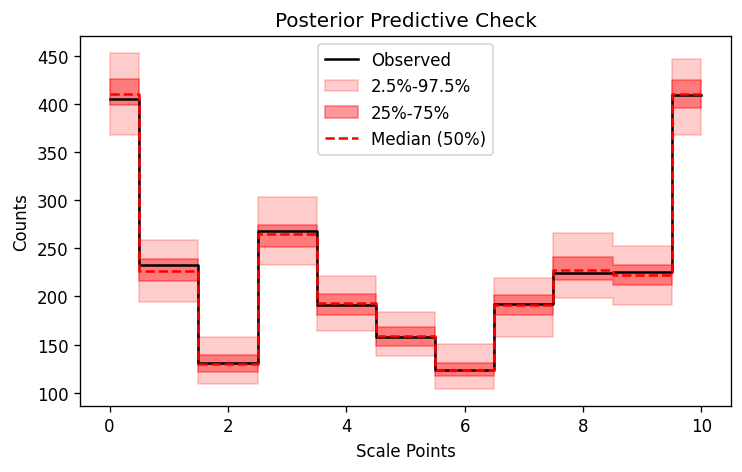 Posterior Predictive Check
Observed
2.5%-97.5%
25%-75%
Median (50%)
Counts
450
400
350
300
250
200
150
100
0 2 4 6 8 10
Scale Points